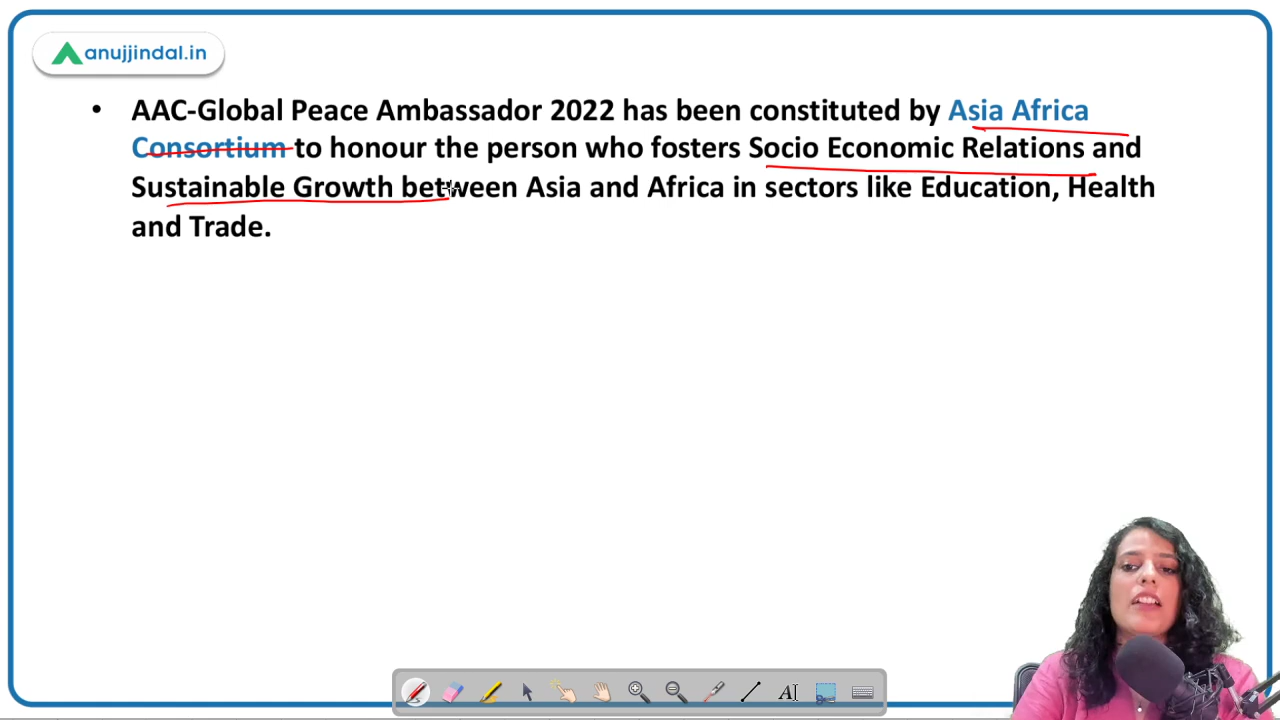 anujjindal.in
• AAC-Global Peace Ambassador 2022 has been constituted by Asia Africa
Consortium to honour the person who fosters Socio Economic Relations and
Sustainable Growth between Asia and Africa in sectors like Education, Health
and Trade.
AI